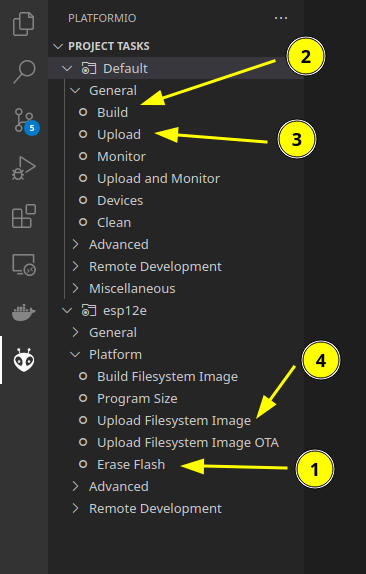 PLATFORMIO ...
PROJECT TASKS
Default
General
Build
Upload
Monitor
Upload and Monitor
Devices
Clean
Advanced
Remote Development
Miscellaneous
esp12e
General
Platform
Build Filesystem Image
Program Size
Upload Filesystem Image
Upload Filesystem Image OTA
Erase Flash
Advanced
Remote Development
5
2
3
4
1